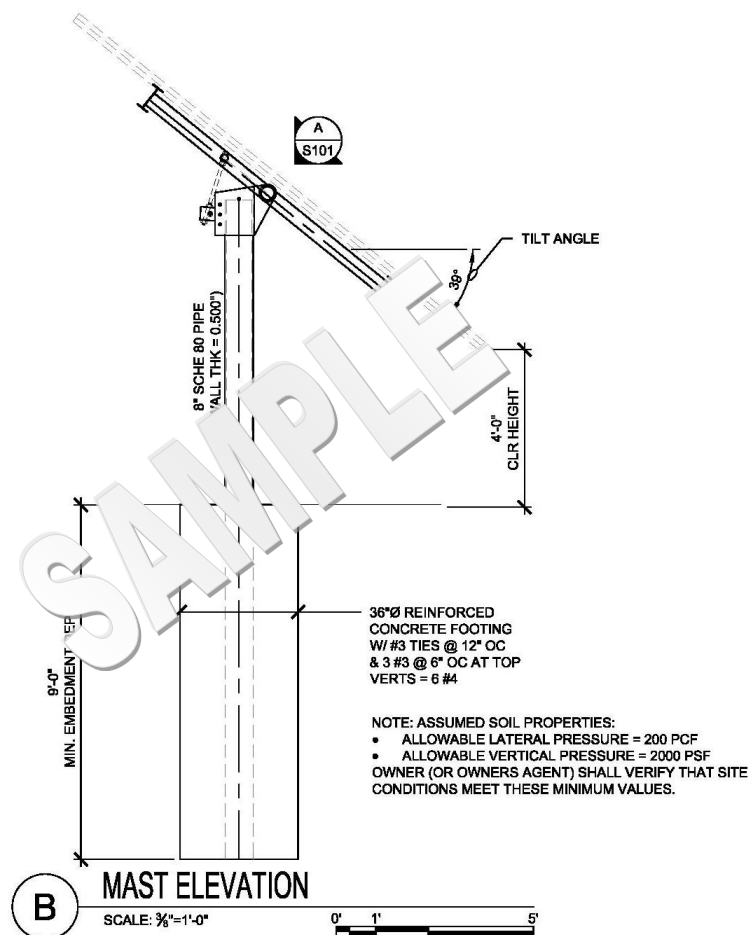 A
S101
TILT ANGLE
39°
8" SCHE 80 PIPE
THK = 0.500")
4'-0"
CLR HEIGHT
SAMPLE
9'-0"
MIN. EMBEDMENT
36"Ø REINFORCED
CONCRETE FOOTING
W/ #3 TIES @ 12" OC
& 3 #3 @ 6" OC AT TOP
VERTS = 6 #4
NOTE: ASSUMED SOIL PROPERTIES:
• ALLOWABLE LATERAL PRESSURE = 200 PCF
• ALLOWABLE VERTICAL PRESSURE = 2000 PSF
OWNER (OR OWNERS AGENT) SHALL VERIFY THAT SITE
CONDITIONS MEET THESE MINIMUM VALUES.
B
MAST ELEVATION
SCALE: ⅜"=1'-0"
0' 1' 5'